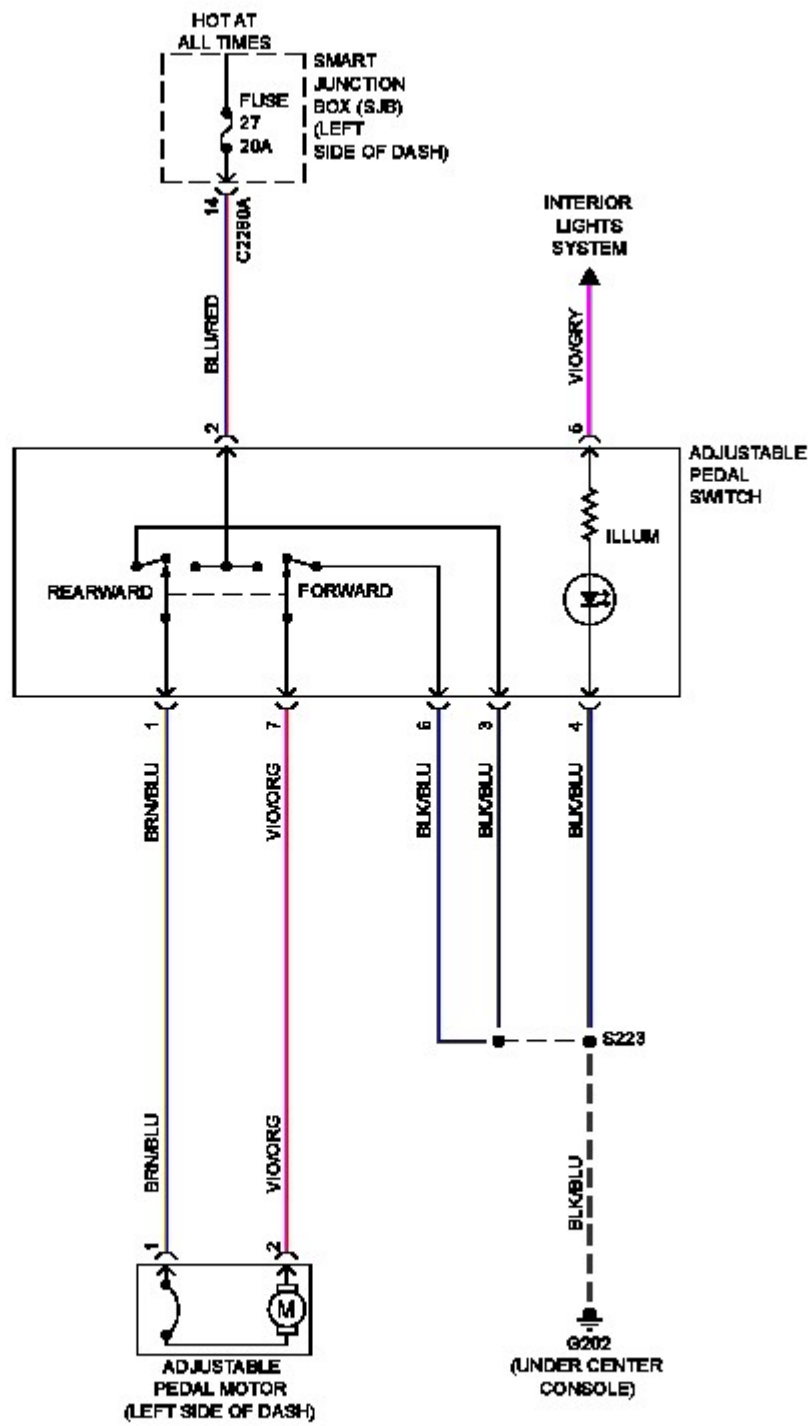 HOT AT
ALL TIMES
SMART
JUNCTION
BOX (SJB)
(LEFT
SIDE OF DASH)
FUSE
27
20A
14
C2280A
BLU/RED
2
INTERIOR
LIGHTS
SYSTEM
VIO/GRY
6
ADJUSTABLE
PEDAL
SWITCH
ILLUM
REARWARD
FORWARD
1
7
6
3
4
BRN/BLU
VIO/ORG
BLK/BLU
BLK/BLU
BLK/BLU
S223
BRN/BLU
VIO/ORG
BLK/BLU
1
2
M
ADJUSTABLE
PEDAL MOTOR
(LEFT SIDE OF DASH)
G202
(UNDER CENTER
CONSOLE)